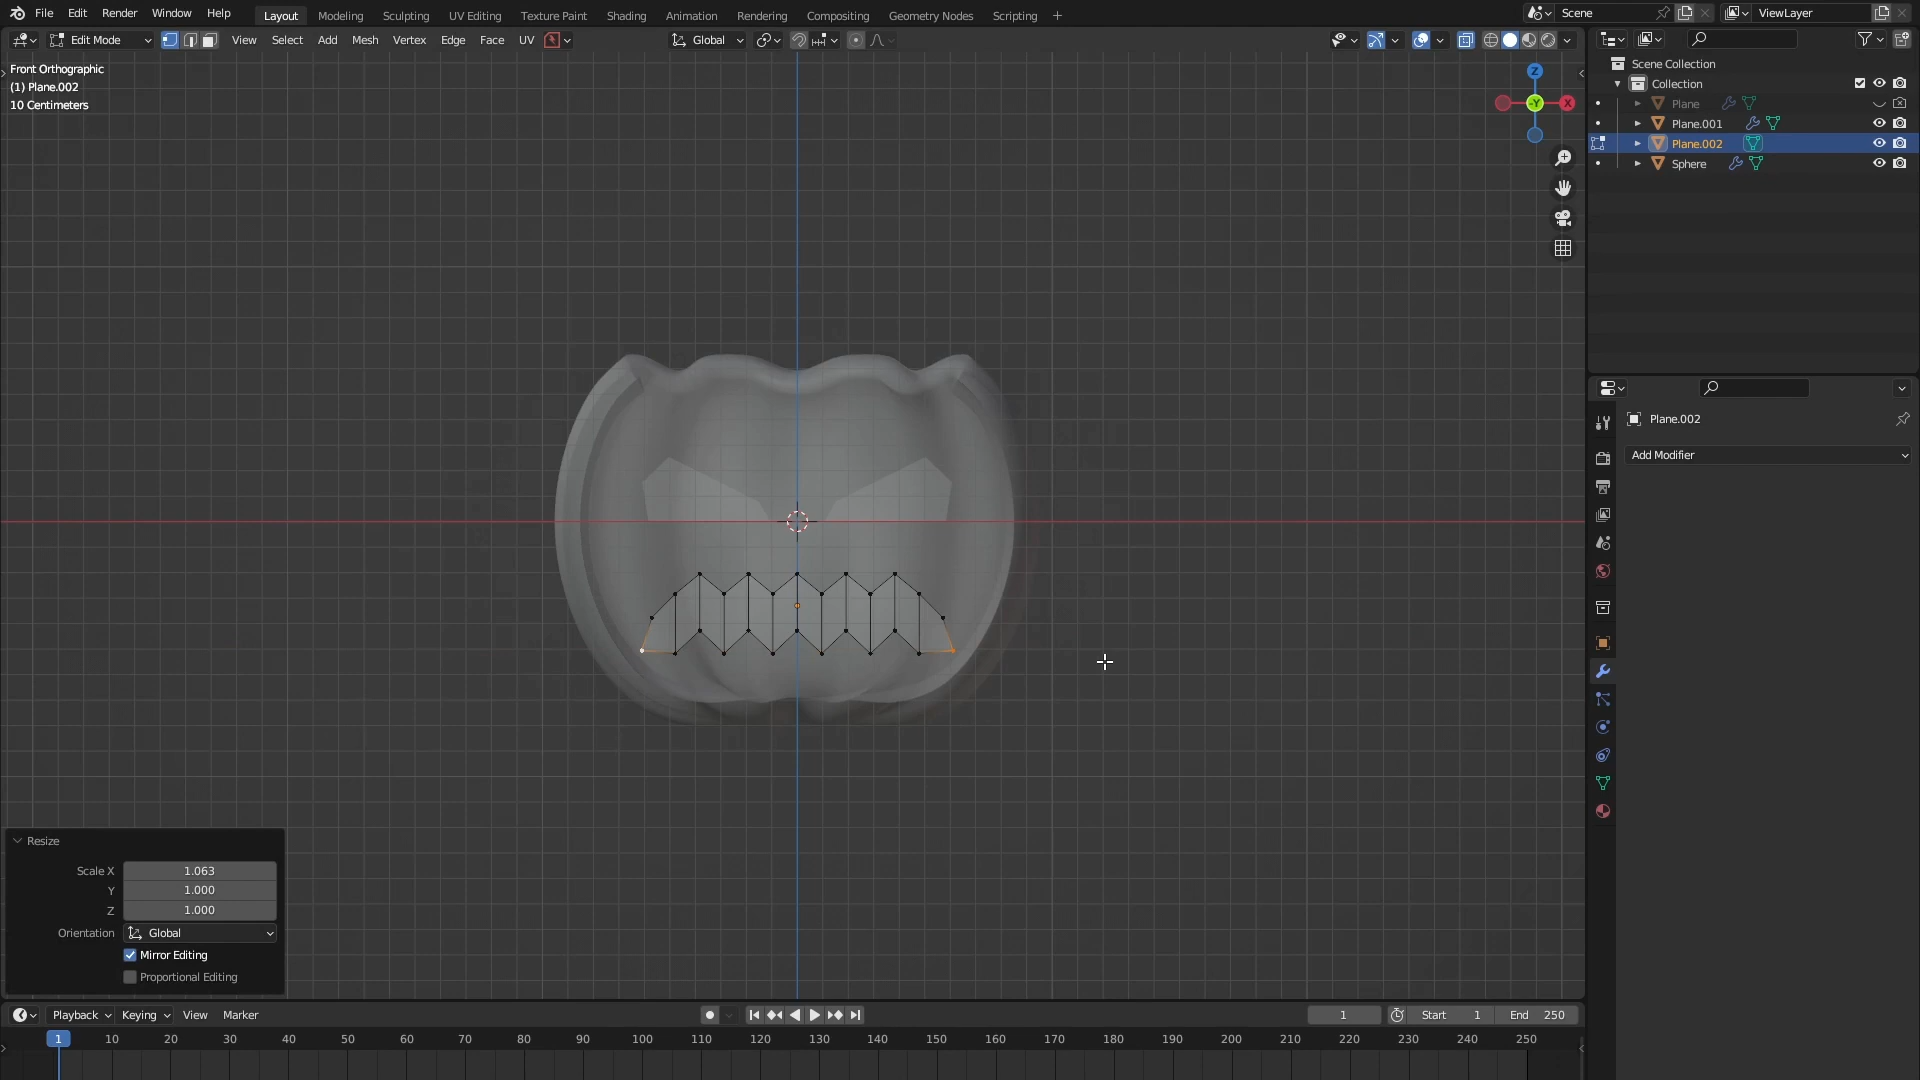 File Edit Render Window Help Layout Modeling Sculpting UV Editing Texture Paint Shading Animation Rendering Compositing Geometry Nodes Scripting + Scene ViewLayer
Edit Mode View Select Add Mesh Vertex Edge Face UV Global
Front Orthographic
(1) Plane.002
10 Centimeters
Z
-Y
X
Scene Collection
Collection
Plane
Plane.001
Plane.002
Sphere
Plane.002
Add Modifier
Resize
Scale X 1.063
Y 1.000
Z 1.000
Orientation Global
Mirror Editing
Proportional Editing
Playback Keying View Marker 1 Start 1 End 250
1 10 20 30 40 50 60 70 80 90 100 110 120 130 140 150 160 170 180 190 200 210 220 230 240 250